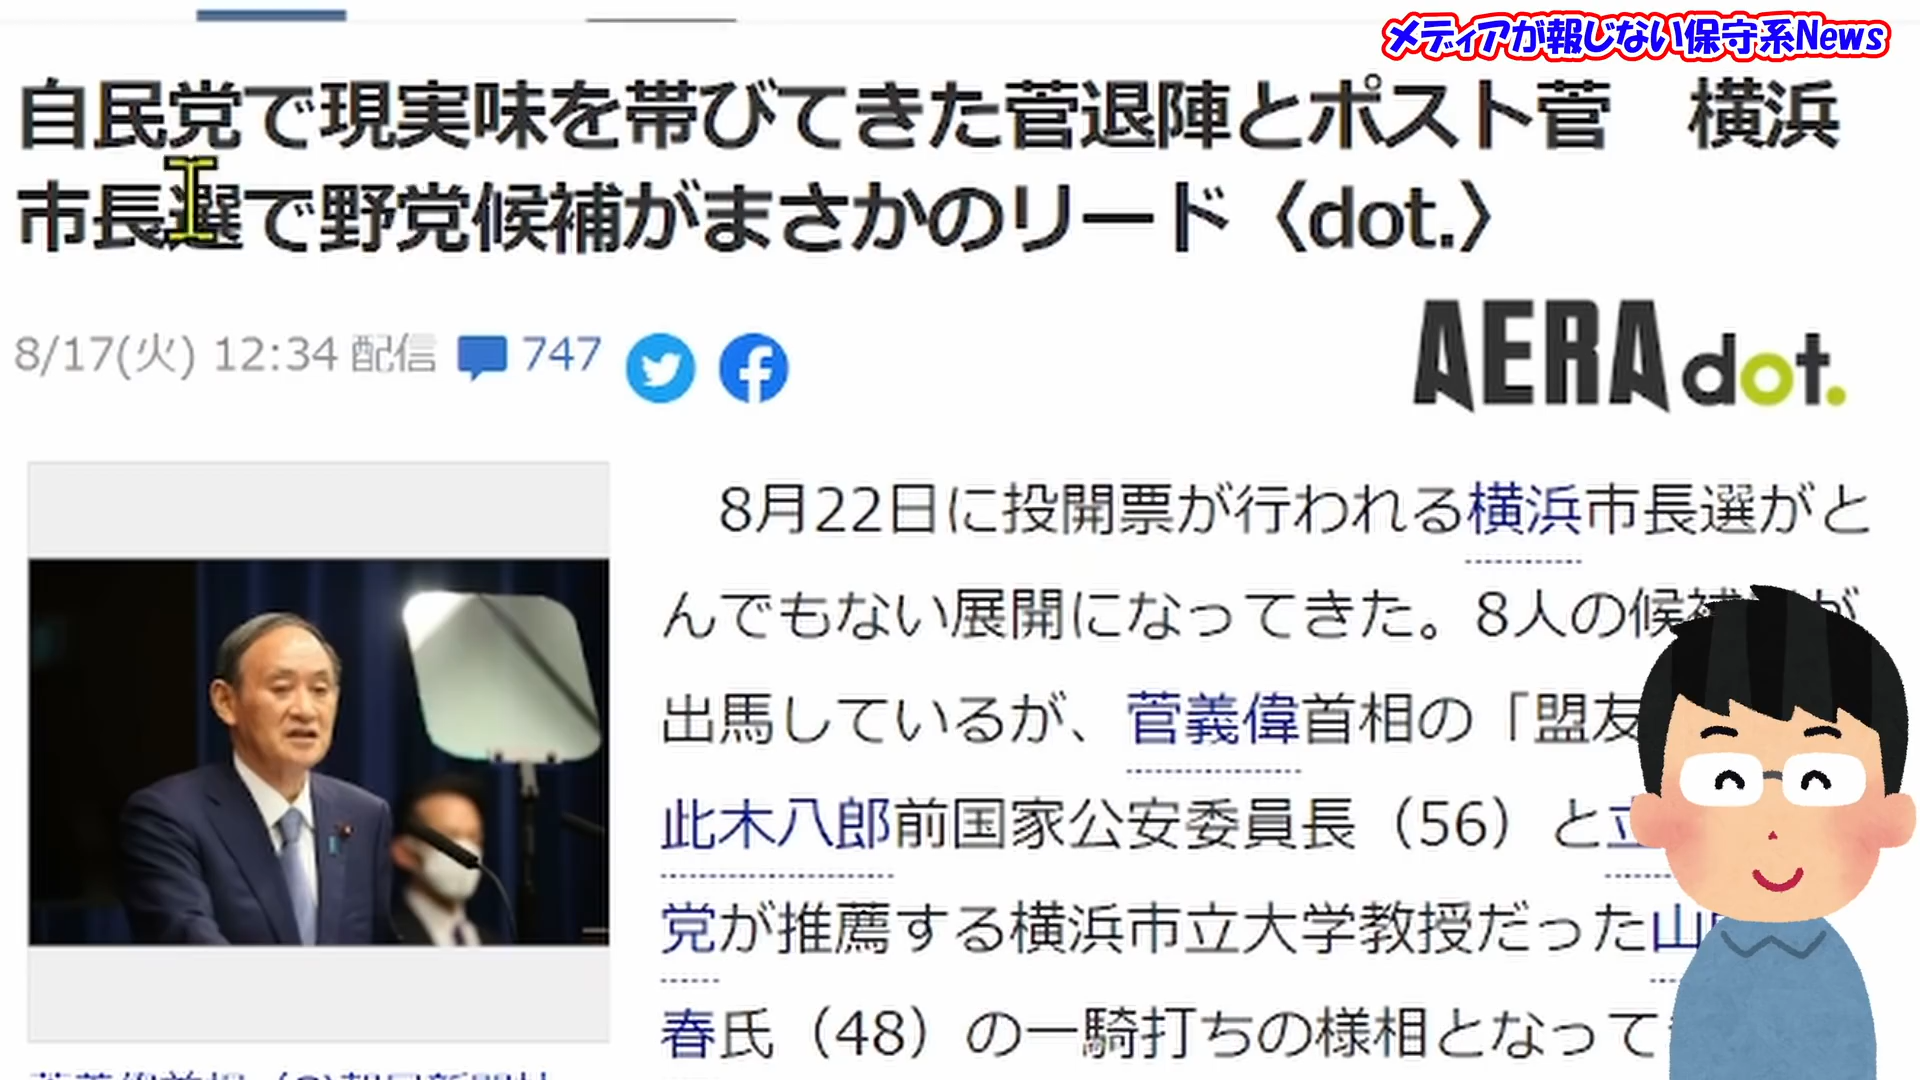 メディアが報じない保守系News
自民党で現実味を帯びてきた菅退陣とポスト菅　横浜
市長選で野党候補がまさかのリード〈dot.〉
8/17(火) 12:34 配信 747
AERA dot.
8月22日に投開票が行われる横浜市長選がと
んでもない展開になってきた。8人の候補
出馬しているが、菅義偉首相の「盟友
此木八郎前国家公安委員長（56）と立
党が推薦する横浜市立大学教授だった山
春氏（48）の一騎打ちの様相となって